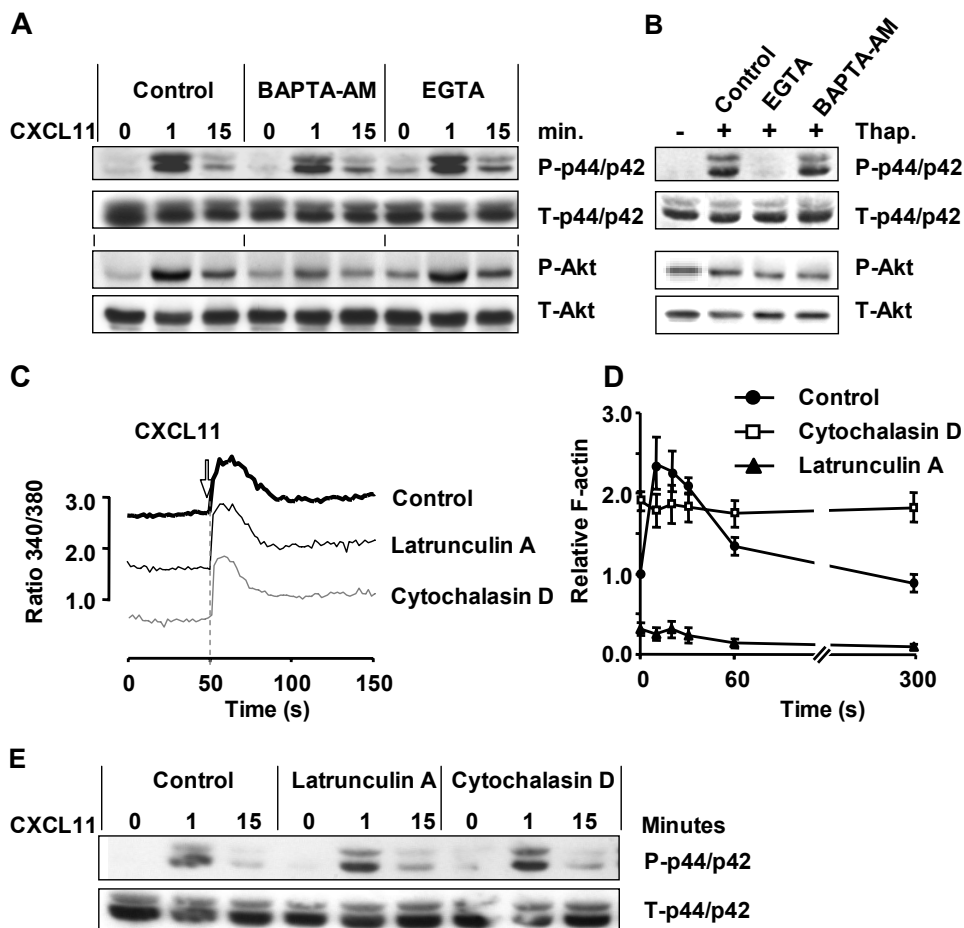 A
Control BAPTA-AM EGTA
CXCL11 0 1 15 0 1 15 0 1 15 min.
P-p44/p42
T-p44/p42
P-Akt
T-Akt
B
Control EGTA BAPTA-AM
- + + + Thap.
P-p44/p42
T-p44/p42
P-Akt
T-Akt
C
CXCL11
Ratio 340/380
3.0
2.0
1.0
Control
Latrunculin A
Cytochalasin D
0 50 100 150
Time (s)
D
Control
Cytochalasin D
Latrunculin A
Relative F-actin
3.0
2.0
1.0
0.0
0 60 300
Time (s)
E
Control Latrunculin A Cytochalasin D
CXCL11 0 1 15 0 1 15 0 1 15 Minutes
P-p44/p42
T-p44/p42